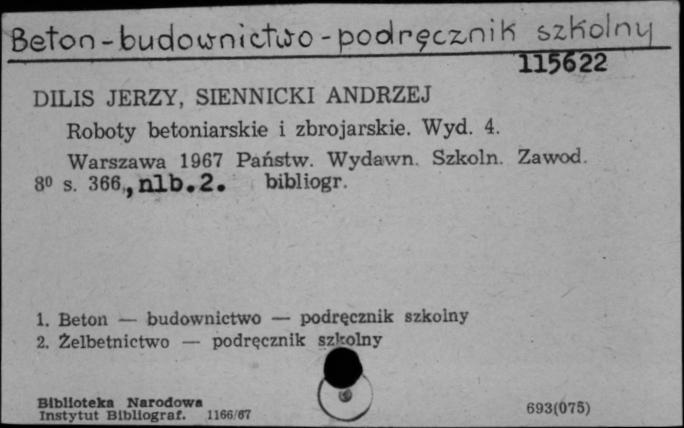 Beton-budownictwo-podręcznik szkolny
115622
DILIS JERZY, SIENNICKI ANDRZEJ
Roboty betoniarskie i zbrojarskie. Wyd. 4.
Warszawa 1967 Państw. Wydawn. Szkoln. Zawod.
8º s. 366, nlb.2. bibliogr.
1. Beton — budownictwo — podręcznik szkolny
2. Żelbetnictwo — podręcznik szkolny
Biblioteka Narodowa
Instytut Bibliograf. 1166/67
693(075)